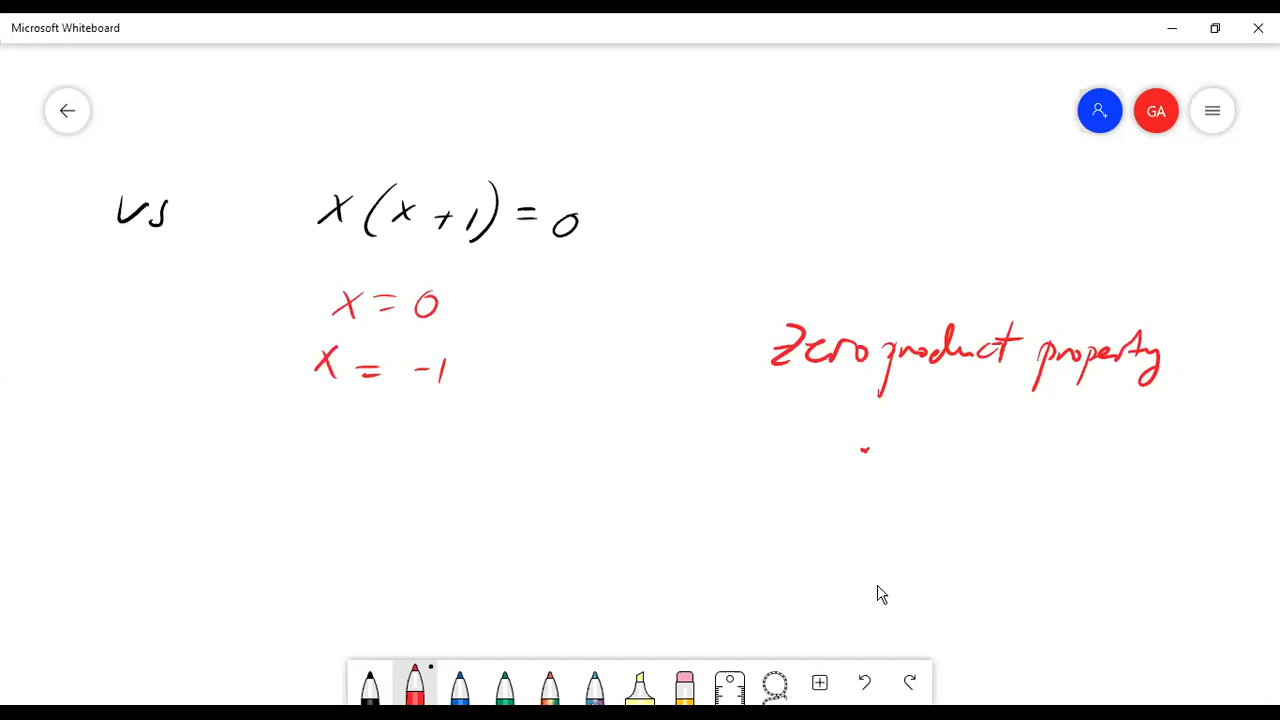 Microsoft Whiteboard
GA
vs x(x+1)=0
x=0
x = -1
Zero product property